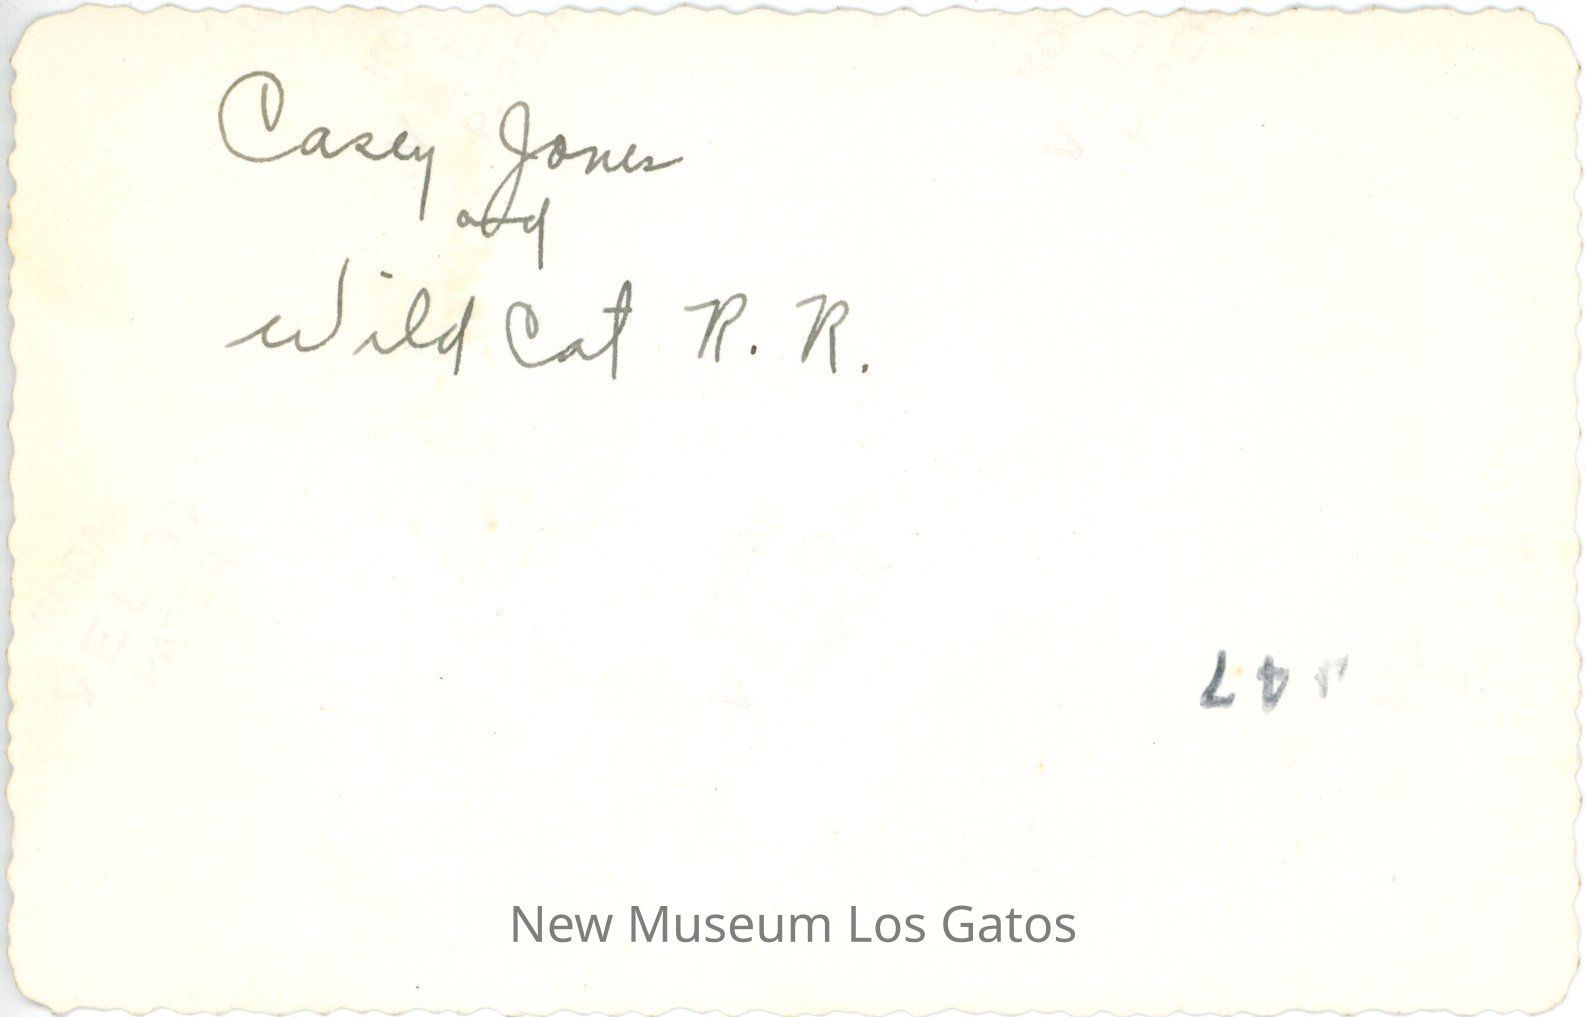 Casey Jones
and
Wild Cat R. R.
47
New Museum Los Gatos